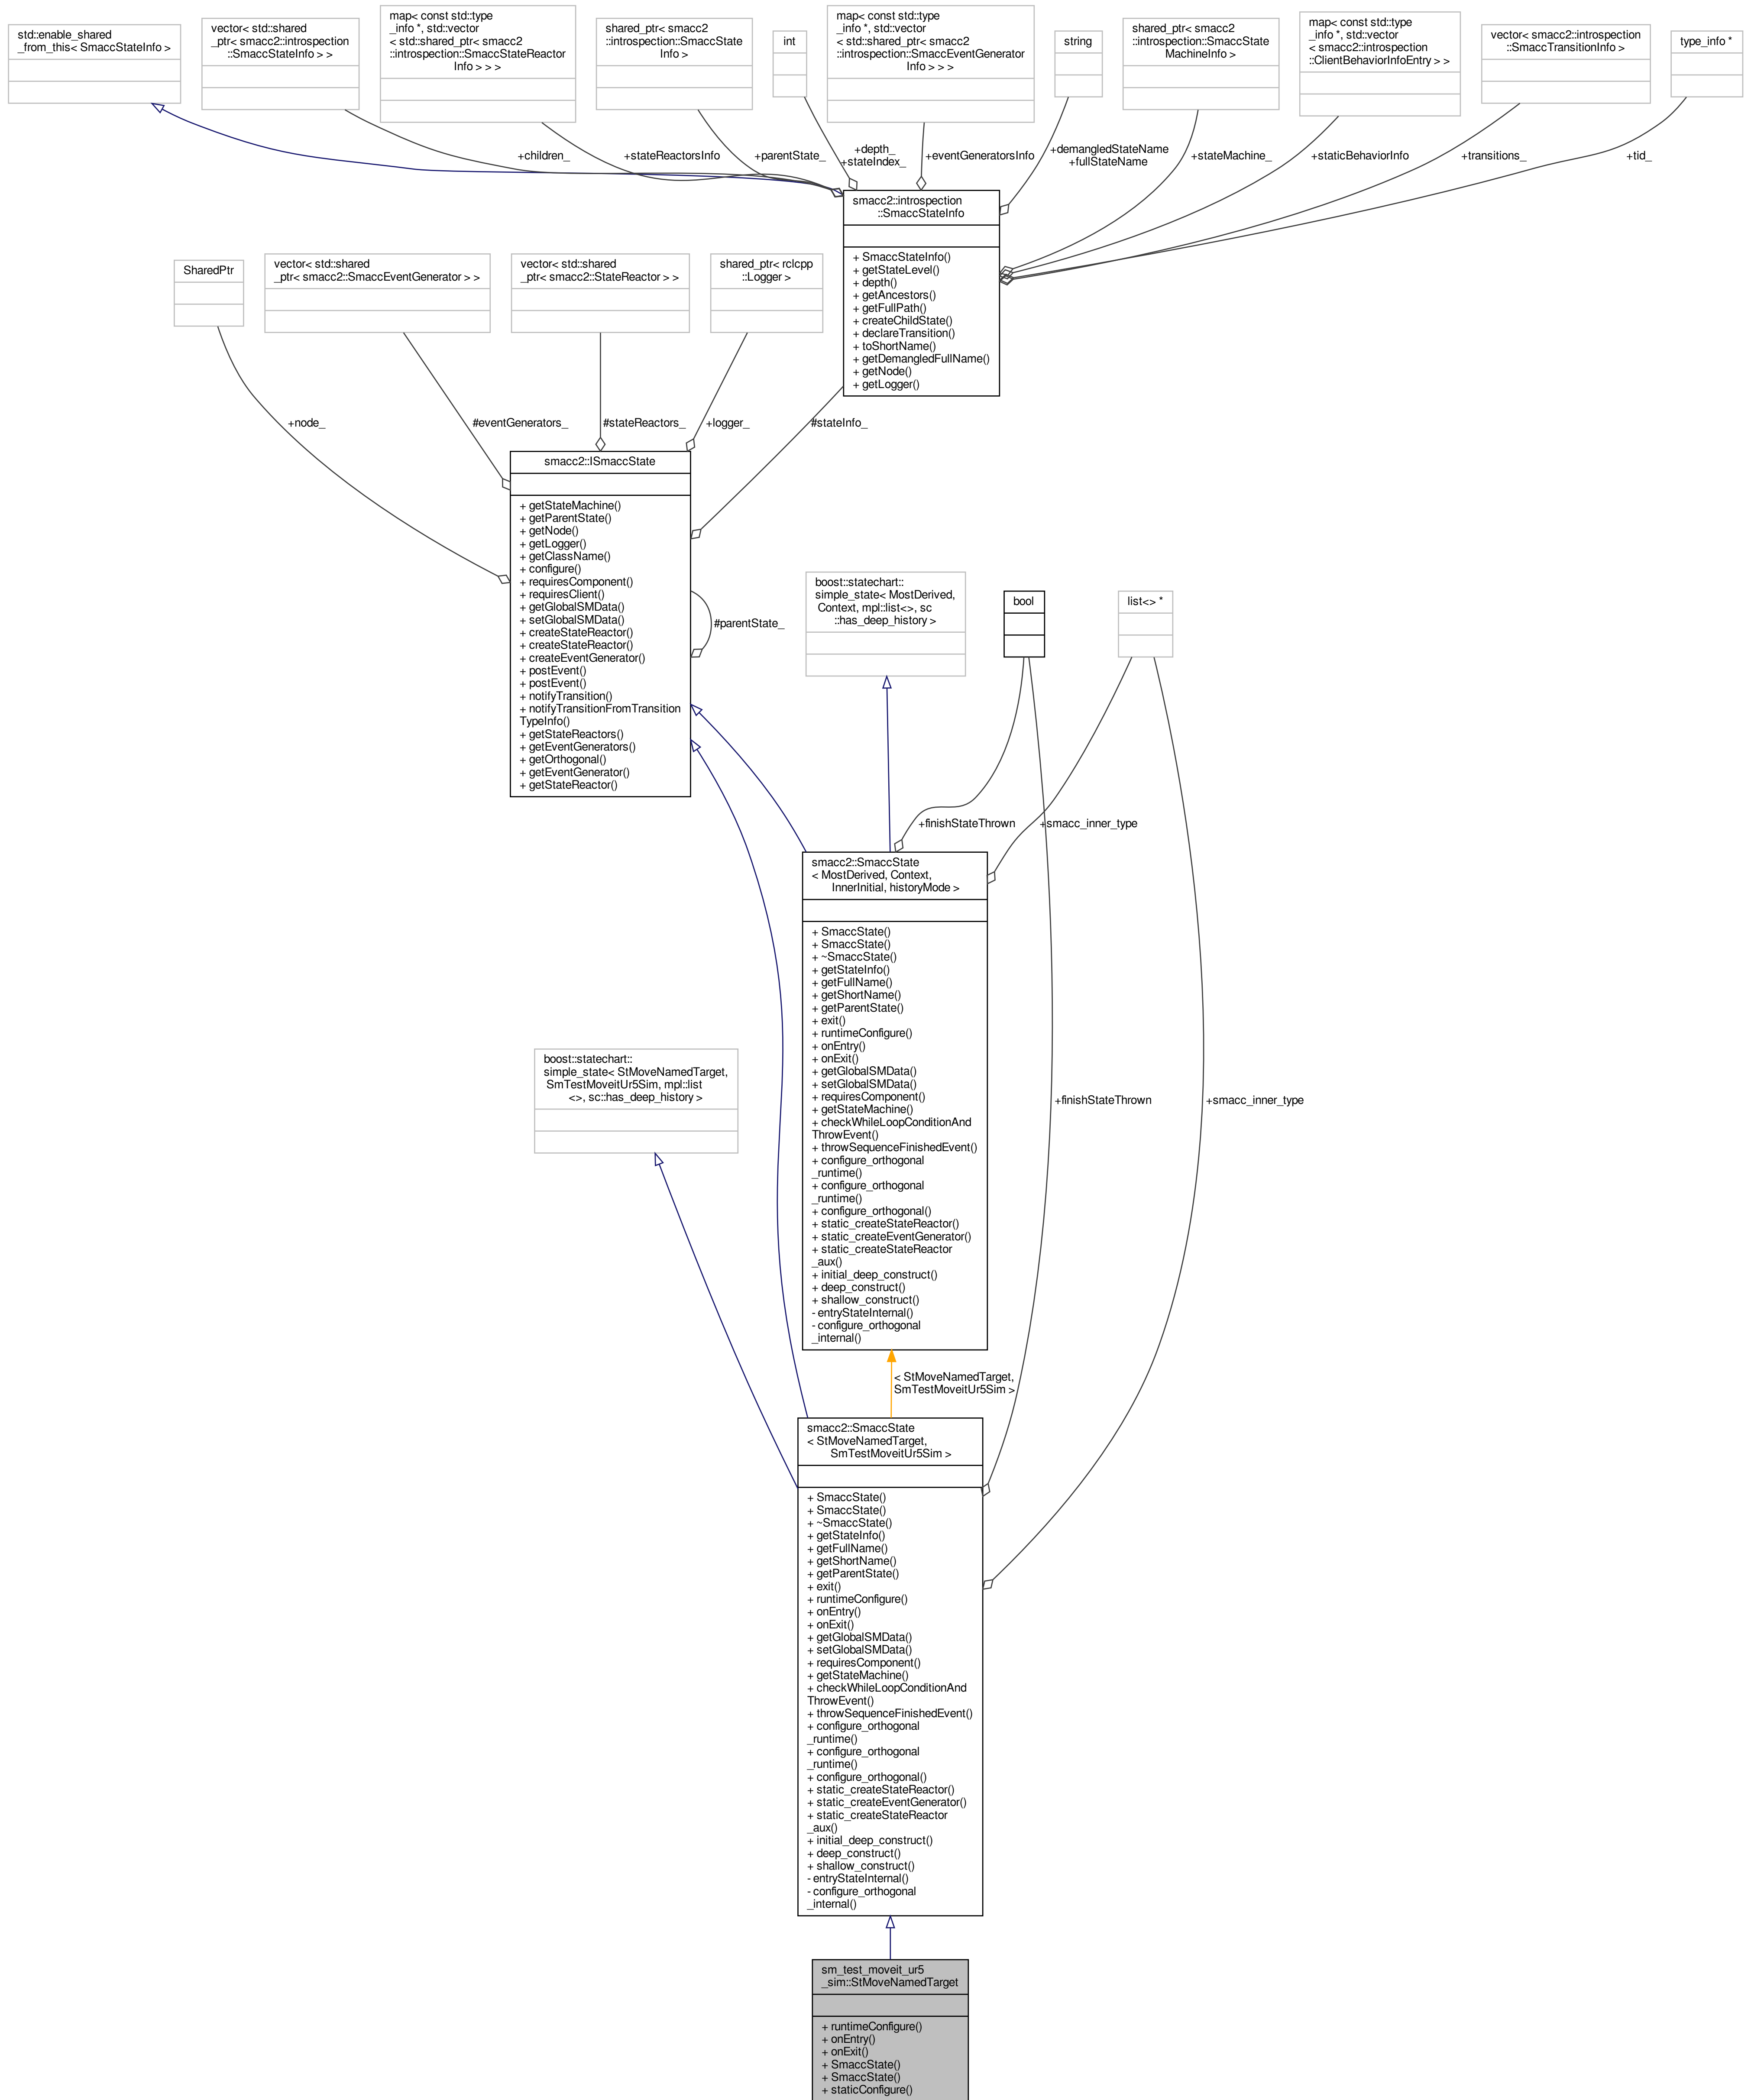 std::enable_shared
_from_this< SmaccStateInfo >
vector< std::shared
_ptr< smacc2::introspection
::SmaccStateInfo > >
map< const std::type
_info *, std::vector
< std::shared_ptr< smacc2
::introspection::SmaccStateReactor
Info > > >
shared_ptr< smacc2
::introspection::SmaccState
Info >
int
map< const std::type
_info *, std::vector
< std::shared_ptr< smacc2
::introspection::SmaccEventGenerator
Info > > >
string
shared_ptr< smacc2
::introspection::SmaccState
MachineInfo >
map< const std::type
_info *, std::vector
< smacc2::introspection
::ClientBehaviorInfoEntry > >
vector< smacc2::introspection
::SmaccTransitionInfo >
type_info *
+children_
+stateReactorsInfo
+parentState_
+depth_
+stateIndex_
+eventGeneratorsInfo
+demangledStateName
+fullStateName
+stateMachine_
+staticBehaviorInfo
+transitions_
+tid_
smacc2::introspection
::SmaccStateInfo
+ SmaccStateInfo()
+ getStateLevel()
+ depth()
+ getAncestors()
+ getFullPath()
+ createChildState()
+ declareTransition()
+ toShortName()
+ getDemangledFullName()
+ getNode()
+ getLogger()
SharedPtr
vector< std::shared
_ptr< smacc2::SmaccEventGenerator > >
vector< std::shared
_ptr< smacc2::StateReactor > >
shared_ptr< rclcpp
::Logger >
+node_
#eventGenerators_
#stateReactors_
+logger_
#stateInfo_
smacc2::ISmaccState
+ getStateMachine()
+ getParentState()
+ getNode()
+ getLogger()
+ getClassName()
+ configure()
+ requiresComponent()
+ requiresClient()
+ getGlobalSMData()
+ setGlobalSMData()
+ createStateReactor()
+ createStateReactor()
+ createEventGenerator()
+ postEvent()
+ postEvent()
+ notifyTransition()
+ notifyTransitionFromTransition
TypeInfo()
+ getStateReactors()
+ getEventGenerators()
+ getOrthogonal()
+ getEventGenerator()
+ getStateReactor()
#parentState_
boost::statechart::
simple_state< MostDerived,
Context, mpl::list<>, sc
::has_deep_history >
bool
list<> *
+finishStateThrown
+smacc_inner_type
smacc2::SmaccState
< MostDerived, Context,
InnerInitial, historyMode >
+ SmaccState()
+ SmaccState()
+ ~SmaccState()
+ getStateInfo()
+ getFullName()
+ getShortName()
+ getParentState()
+ exit()
+ runtimeConfigure()
+ onEntry()
+ onExit()
+ getGlobalSMData()
+ setGlobalSMData()
+ requiresComponent()
+ getStateMachine()
+ checkWhileLoopConditionAnd
ThrowEvent()
+ throwSequenceFinishedEvent()
+ configure_orthogonal
_runtime()
+ configure_orthogonal
_runtime()
+ configure_orthogonal()
+ static_createStateReactor()
+ static_createEventGenerator()
+ static_createStateReactor
_aux()
+ initial_deep_construct()
+ deep_construct()
+ shallow_construct()
- entryStateInternal()
- configure_orthogonal
_internal()
boost::statechart::
simple_state< StMoveNamedTarget,
SmTestMoveitUr5Sim, mpl::list
<>, sc::has_deep_history >
+finishStateThrown
+smacc_inner_type
< StMoveNamedTarget,
SmTestMoveitUr5Sim >
smacc2::SmaccState
< StMoveNamedTarget,
SmTestMoveitUr5Sim >
+ SmaccState()
+ SmaccState()
+ ~SmaccState()
+ getStateInfo()
+ getFullName()
+ getShortName()
+ getParentState()
+ exit()
+ runtimeConfigure()
+ onEntry()
+ onExit()
+ getGlobalSMData()
+ setGlobalSMData()
+ requiresComponent()
+ getStateMachine()
+ checkWhileLoopConditionAnd
ThrowEvent()
+ throwSequenceFinishedEvent()
+ configure_orthogonal
_runtime()
+ configure_orthogonal
_runtime()
+ configure_orthogonal()
+ static_createStateReactor()
+ static_createEventGenerator()
+ static_createStateReactor
_aux()
+ initial_deep_construct()
+ deep_construct()
+ shallow_construct()
- entryStateInternal()
- configure_orthogonal
_internal()
sm_test_moveit_ur5
_sim::StMoveNamedTarget
+ runtimeConfigure()
+ onEntry()
+ onExit()
+ SmaccState()
+ SmaccState()
+ staticConfigure()